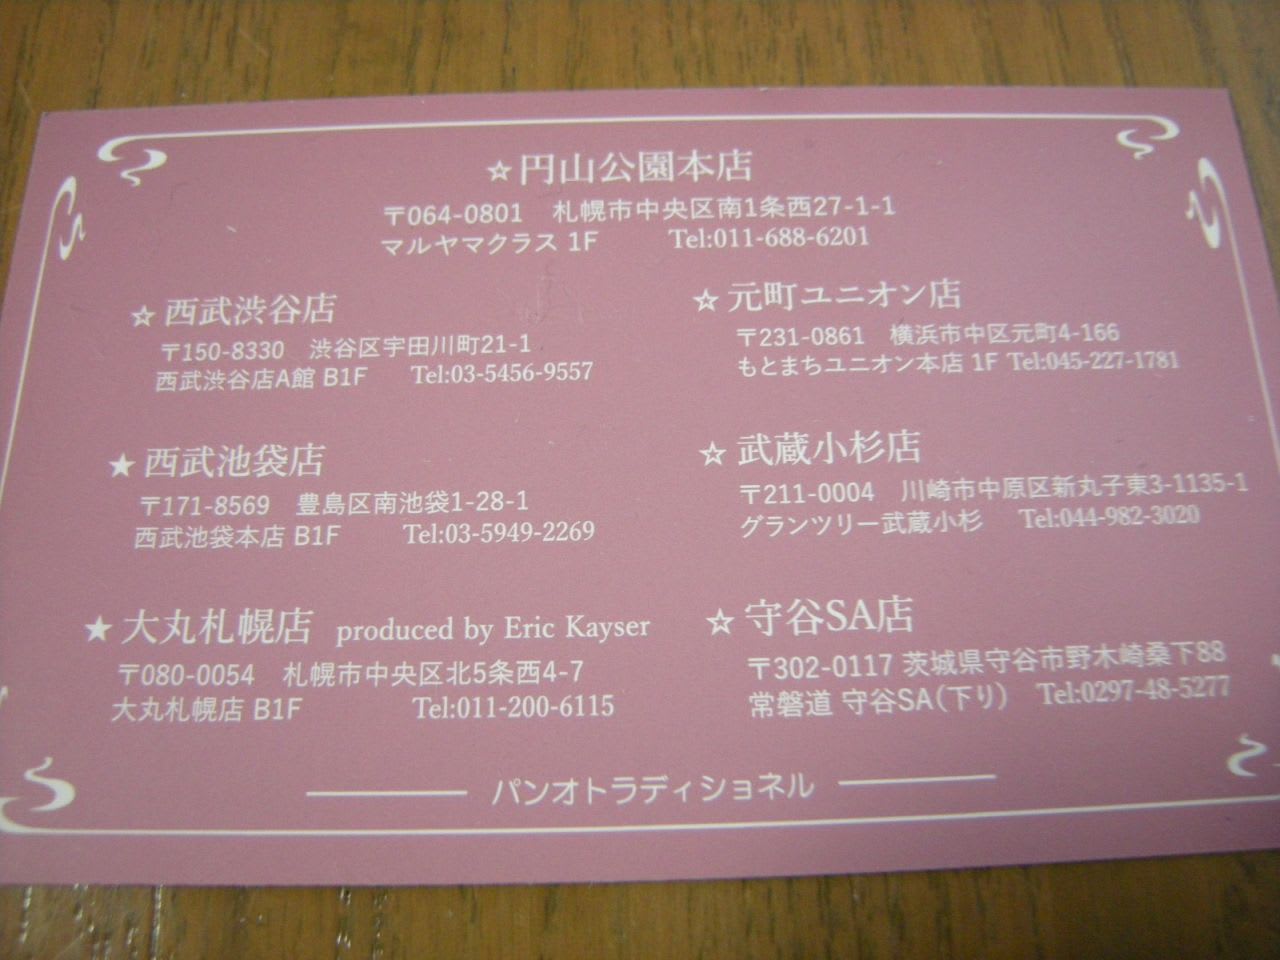 ☆円山公園本店
〒064-0801 札幌市中央区南1条西27-1-1
マルヤマクラス 1F Tel:011-688-6201
☆西武渋谷店
〒150-8330 渋谷区宇田川町21-1
西武渋谷店A館 B1F Tel:03-5456-9557
★西武池袋店
〒171-8569 豊島区南池袋1-28-1
西武池袋本店 B1F Tel:03-5949-2269
★大丸札幌店 produced by Eric Kayser
〒080-0054 札幌市中央区北5条西4-7
大丸札幌店 B1F Tel:011-200-6115
☆元町ユニオン店
〒231-0861 横浜市中区元町4-166
もとまちユニオン本店 1F Tel:045-227-1781
☆武蔵小杉店
〒211-0004 川崎市中原区新丸子東3-1135-1
グランツリー武蔵小杉 Tel:044-982-3020
☆守谷SA店
〒302-0117 茨城県守谷市野木崎桑下88
常磐道 守谷SA(下り) Tel:0297-48-5277
パンオトラディショネル